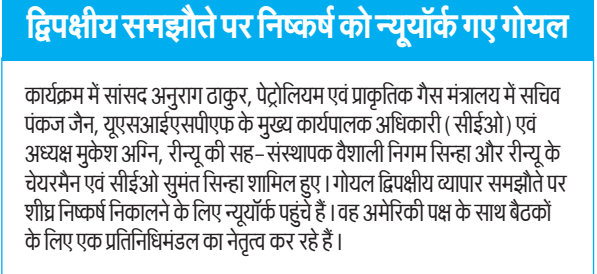 द्विपक्षीय समझौते पर निष्कर्ष को न्यूयॉर्क गए गोयल
कार्यक्रम में सांसद अनुराग ठाकुर, पेट्रोलियम एवं प्राकृतिक गैस मंत्रालय में सचिव
पंकज जैन, यूएसआईएसपीएफ के मुख्य कार्यपालक अधिकारी (सीईओ) एवं
अध्यक्ष मुकेश अग्नि, रीन्यू की सह-संस्थापक वैशाली निगम सिन्हा और रीन्यू के
चेयरमैन एवं सीईओ सुमंत सिन्हा शामिल हुए। गोयल द्विपक्षीय व्यापार समझौते पर
शीघ्र निष्कर्ष निकालने के लिए न्यूयॉर्क पहुंचे हैं। वह अमेरिकी पक्ष के साथ बैठकों
के लिए एक प्रतिनिधिमंडल का नेतृत्व कर रहे हैं।